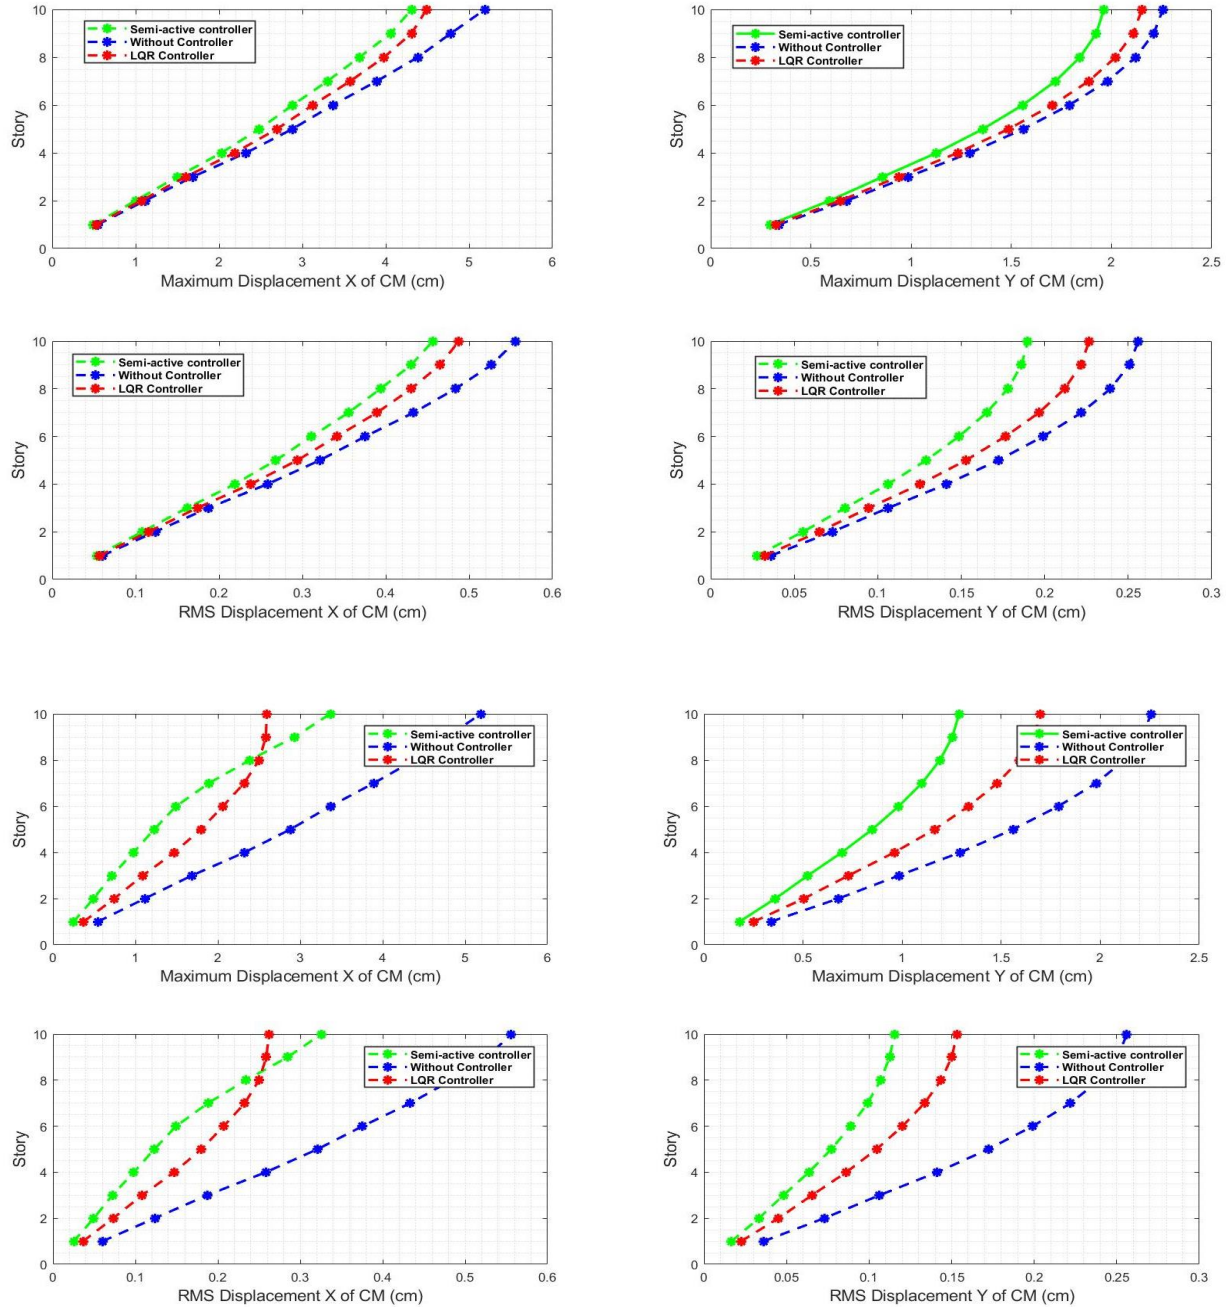 10
8
6
4
2
0
Story
Semi-active controller
Without Controller
LQR Controller
0 1 2 3 4 5 6
Maximum Displacement X of CM (cm)
10
8
6
4
2
0
Story
Semi-active controller
Without Controller
LQR Controller
0 0.5 1 1.5 2 2.5
Maximum Displacement Y of CM (cm)
10
8
6
4
2
0
Story
Semi-active controller
Without Controller
LQR Controller
0 0.1 0.2 0.3 0.4 0.5 0.6
RMS Displacement X of CM (cm)
10
8
6
4
2
0
Story
Semi-active controller
Without Controller
LQR Controller
0 0.05 0.1 0.15 0.2 0.25 0.3
RMS Displacement Y of CM (cm)
10
8
6
4
2
0
Story
Semi-active controller
Without Controller
LQR Controller
0 1 2 3 4 5 6
Maximum Displacement X of CM (cm)
10
8
6
4
2
0
Story
Semi-active controller
Without Controller
LQR Controller
0 0.5 1 1.5 2 2.5
Maximum Displacement Y of CM (cm)
10
8
6
4
2
0
Story
Semi-active controller
Without Controller
LQR Controller
0 0.1 0.2 0.3 0.4 0.5 0.6
RMS Displacement X of CM (cm)
10
8
6
4
2
0
Story
Semi-active controller
Without Controller
LQR Controller
0 0.05 0.1 0.15 0.2 0.25 0.3
RMS Displacement Y of CM (cm)